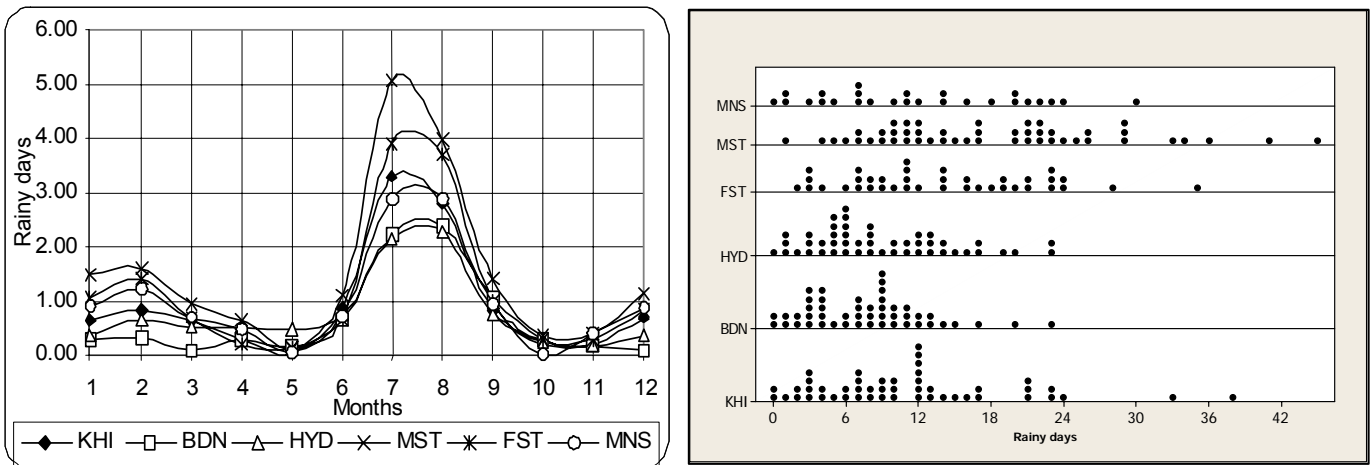 6.00
5.00
4.00
3.00
2.00
1.00
0.00
Rainy days
1 2 3 4 5 6 7 8 9 10 11 12
Months
KHI BDN HYD MST FST MNS
MNS
MST
FST
HYD
BDN
KHI
0 6 12 18 24 30 36 42
Rainy days